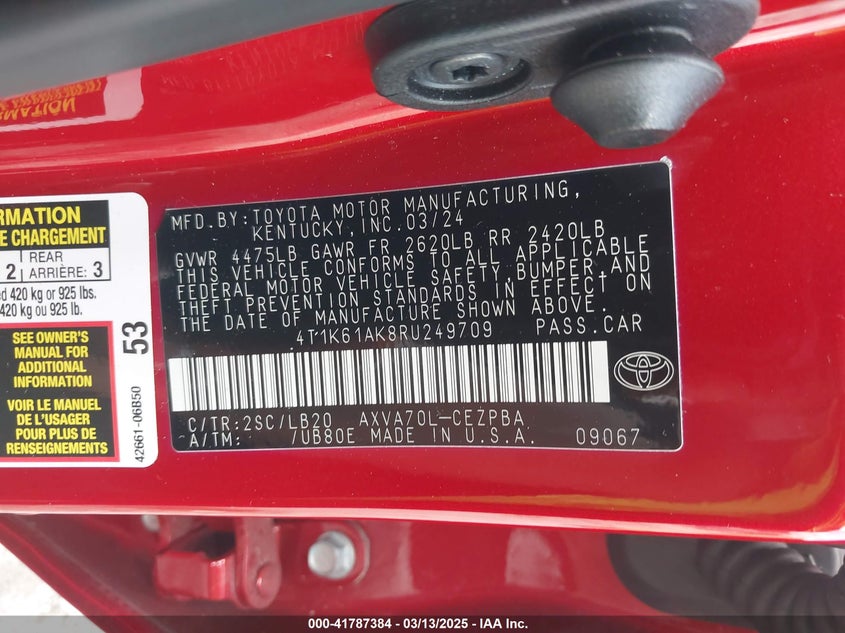 MATION
RMATION
E CHARGEMENT
2 REAR
ARRIÈRE: 3
ed 420 kg or 925 lbs.
420 kg ou 925 lb.
SEE OWNER'S
MANUAL FOR
ADDITIONAL
INFORMATION
VOIR LE MANUEL
DE L'USAGER
POUR PLUS DE
RENSEIGNEMENTS
53
42661-06B50
MFD.BY:TOYOTA MOTOR MANUFACTURING,
KENTUCKY,INC.03/24
GVWR 4475LB GAWR FR 2620LB RR 2420LB
THIS VEHICLE CONFORMS TO ALL APPLICABLE
FEDERAL MOTOR VEHICLE SAFETY,BUMPER,AND
THEFT PREVENTION STANDARDS IN EFFECT ON
THE DATE OF MANUFACTURE SHOWN ABOVE.
4T1K61AK8RU249709 PASS.CAR
C/TR:2SC/LB20 AXVA70L-CEZPBA
A/TM: /UB80E MADE IN U.S.A. 09067
000-41787384 - 03/13/2025 - IAA Inc.